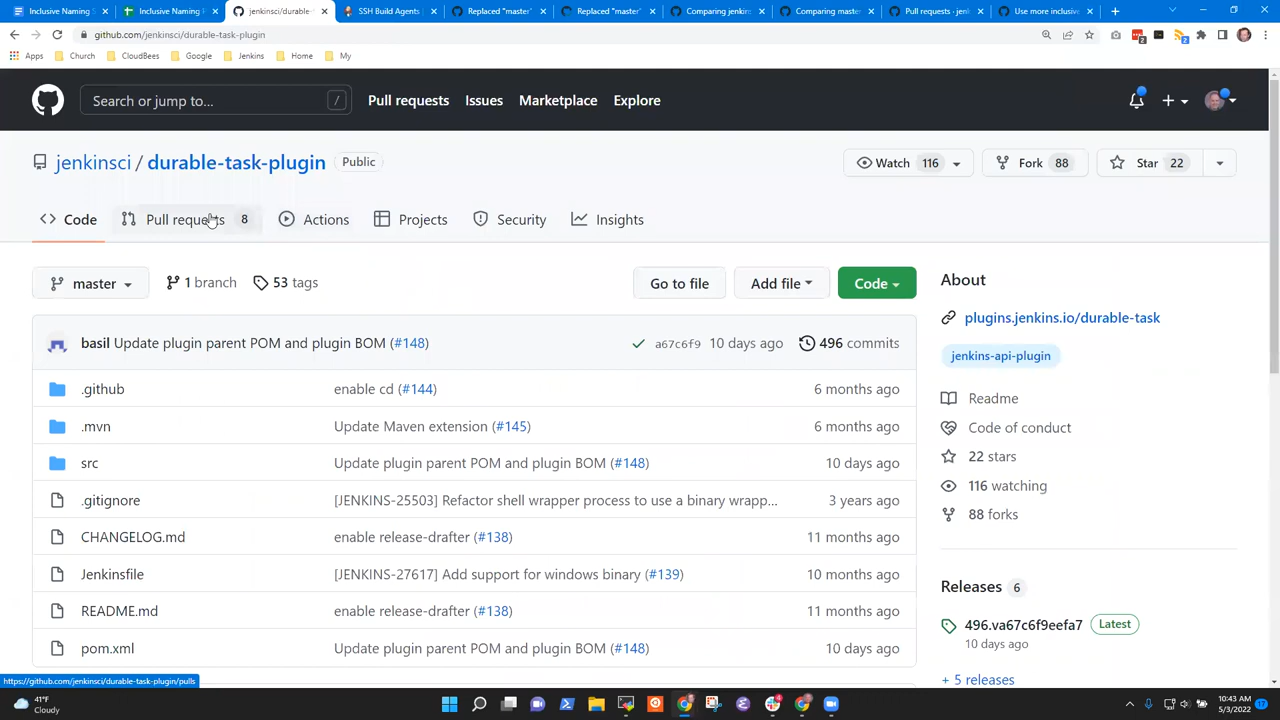 Inclusive Naming S
Inclusive Naming
jenkinsci/durable-
SSH Build Agents
Replaced "master"
Replaced "master"
Comparing jenkin
Comparing master
Pull requests · jen
Use more inclusive
github.com/jenkinsci/durable-task-plugin
Apps
Church
CloudBees
Google
Jenkins
Home
My
Search or jump to...
/
Pull requests
Issues
Marketplace
Explore
jenkinsci / durable-task-plugin
Public
Watch 116
Fork 88
Star 22
Code
Pull requests 8
Actions
Projects
Security
Insights
master
1 branch
53 tags
Go to file
Add file
Code
basil Update plugin parent POM and plugin BOM (#148)
a67c6f9 10 days ago
496 commits
.github
enable cd (#144)
6 months ago
.mvn
Update Maven extension (#145)
6 months ago
src
Update plugin parent POM and plugin BOM (#148)
10 days ago
.gitignore
[JENKINS-25503] Refactor shell wrapper process to use a binary wrapp...
3 years ago
CHANGELOG.md
enable release-drafter (#138)
11 months ago
Jenkinsfile
[JENKINS-27617] Add support for windows binary (#139)
10 months ago
README.md
enable release-drafter (#138)
11 months ago
pom.xml
Update plugin parent POM and plugin BOM (#148)
10 days ago
About
plugins.jenkins.io/durable-task
jenkins-api-plugin
Readme
Code of conduct
22 stars
116 watching
88 forks
Releases 6
496.va67c6f9eefa7 Latest
10 days ago
+ 5 releases
https://github.com/jenkinsci/durable-task-plugin/pulls
41°F
Cloudy
10:43 AM
5/3/2022